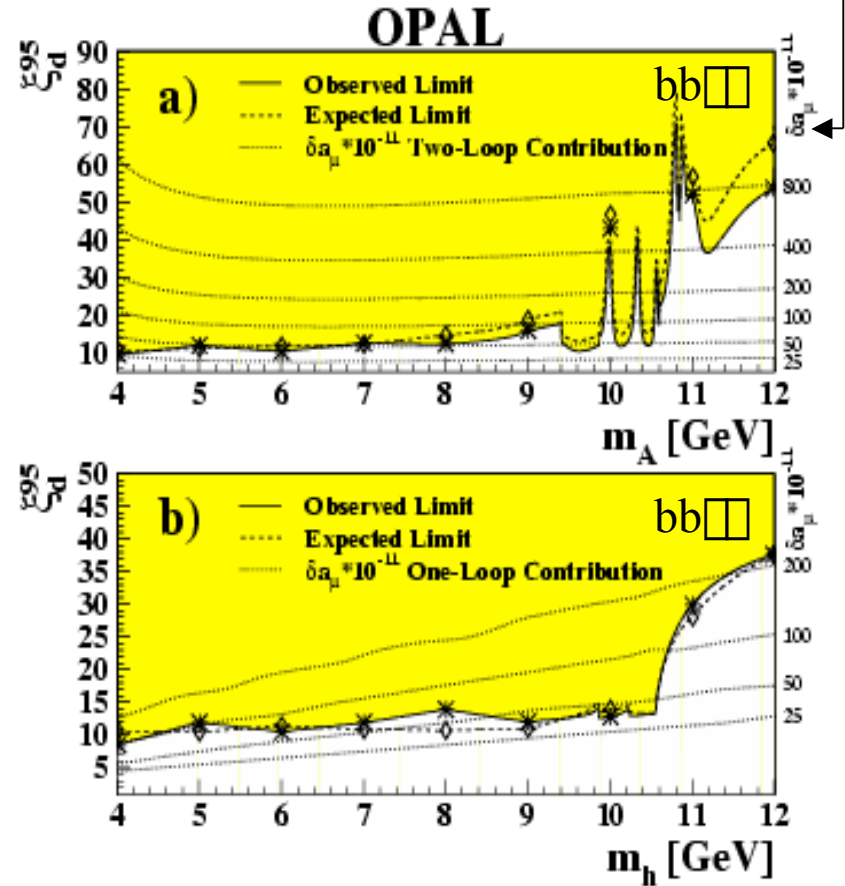 OPAL
ξ95 d
90
80
70
60
50
40
30
20
10
a)
Observed Limit
Expected Limit
δaμ*10-11 Two-Loop Contribution
bb□□
δaμ*10-11
800
400
200
100
50
25
4 5 6 7 8 9 10 11 12
mA [GeV]
ξ95 d
50
45
40
35
30
25
20
15
10
5
b)
Observed Limit
Expected Limit
δaμ*10-11 One-Loop Contribution
bb□□
δaμ*10-11
200
100
50
25
4 5 6 7 8 9 10 11 12
mh [GeV]